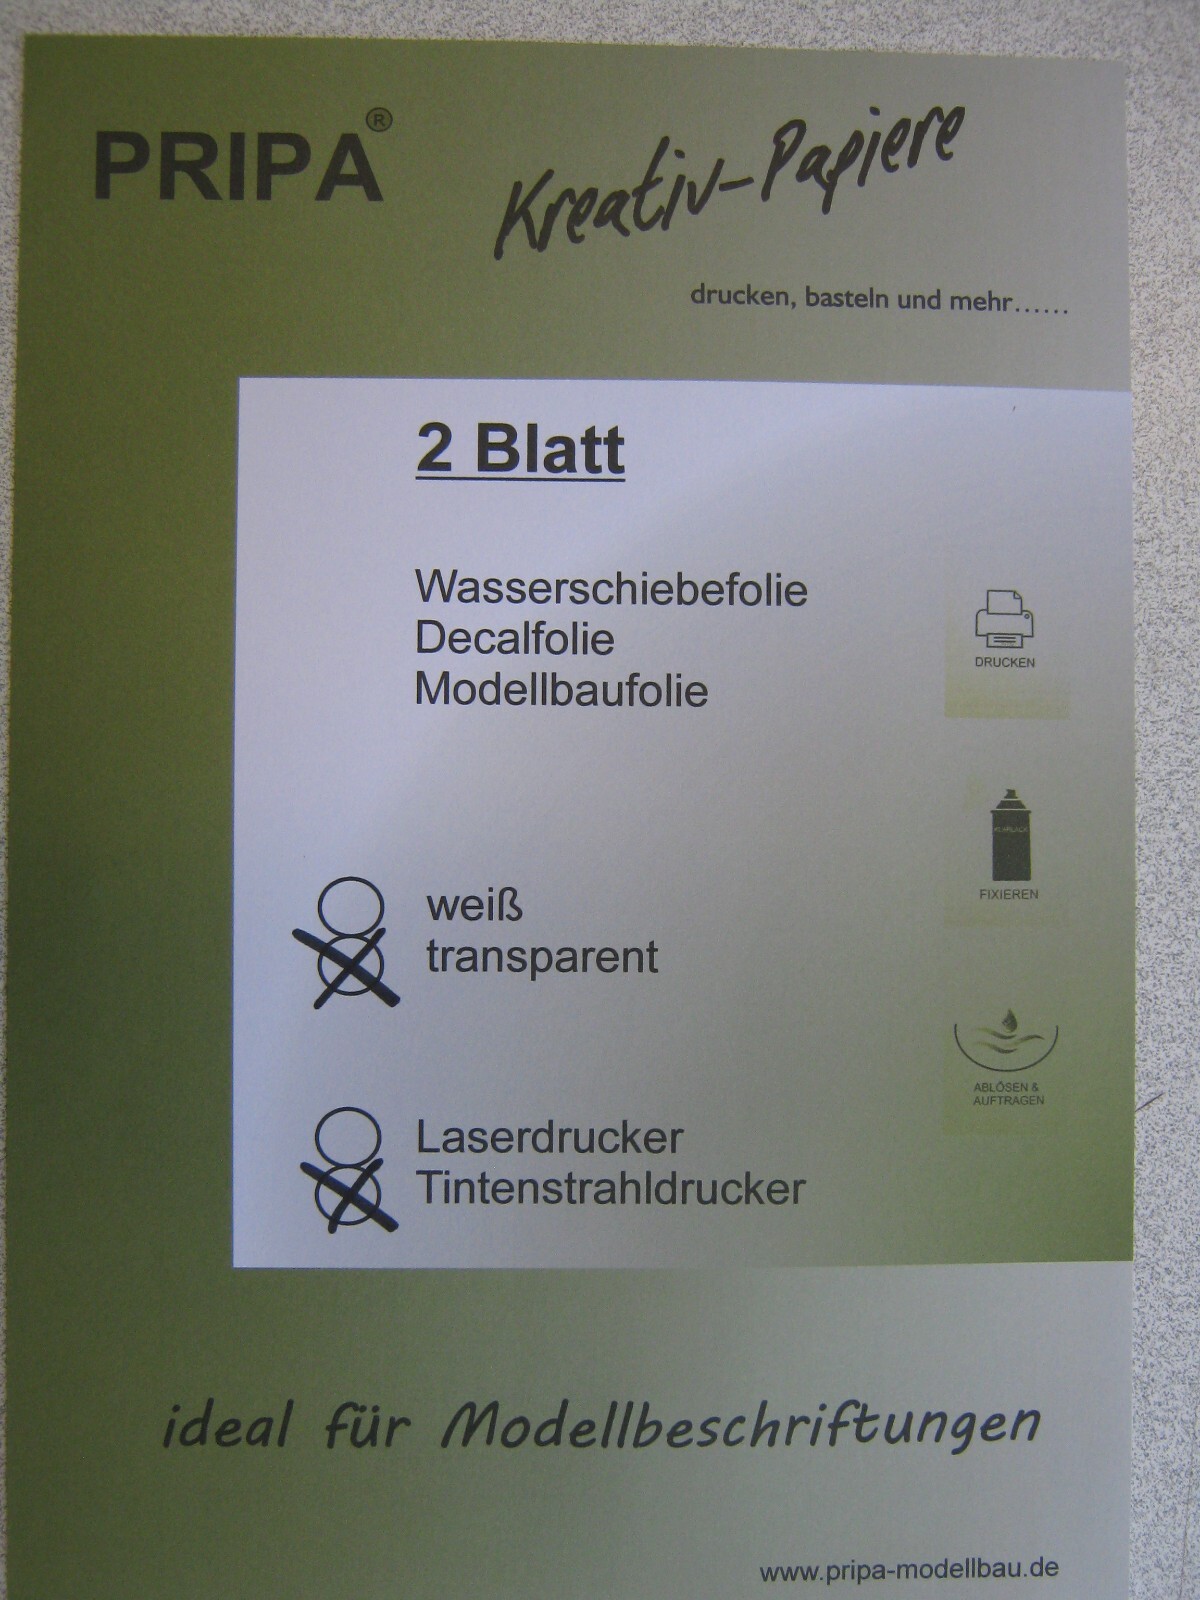 PRIPA®
Kreativ-Papiere
drucken, basteln und mehr......
2 Blatt
Wasserschiebefolie
Decalfolie
Modellbaufolie
DRUCKEN
KLARLACK
FIXIEREN
weiß
transparent
ABLÖSEN &
AUFTRAGEN
Laserdrucker
Tintenstrahldrucker
ideal für Modellbeschriftungen
www.pripa-modellbau.de